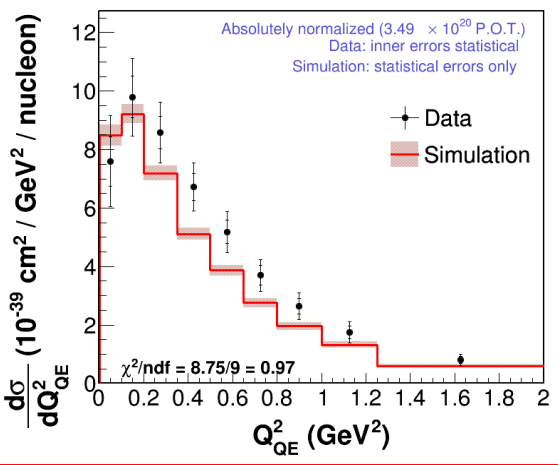 Absolutely normalized (3.49 × 10²⁰ P.O.T.)
Data: inner errors statistical
Simulation: statistical errors only
Data
Simulation
χ²/ndf = 8.75/9 = 0.97
dσ/dQ²_QE (10⁻³⁹ cm² / GeV² / nucleon)
12
10
8
6
4
2
0
0 0.2 0.4 0.6 0.8 1 1.2 1.4 1.6 1.8 2
Q²_QE (GeV²)